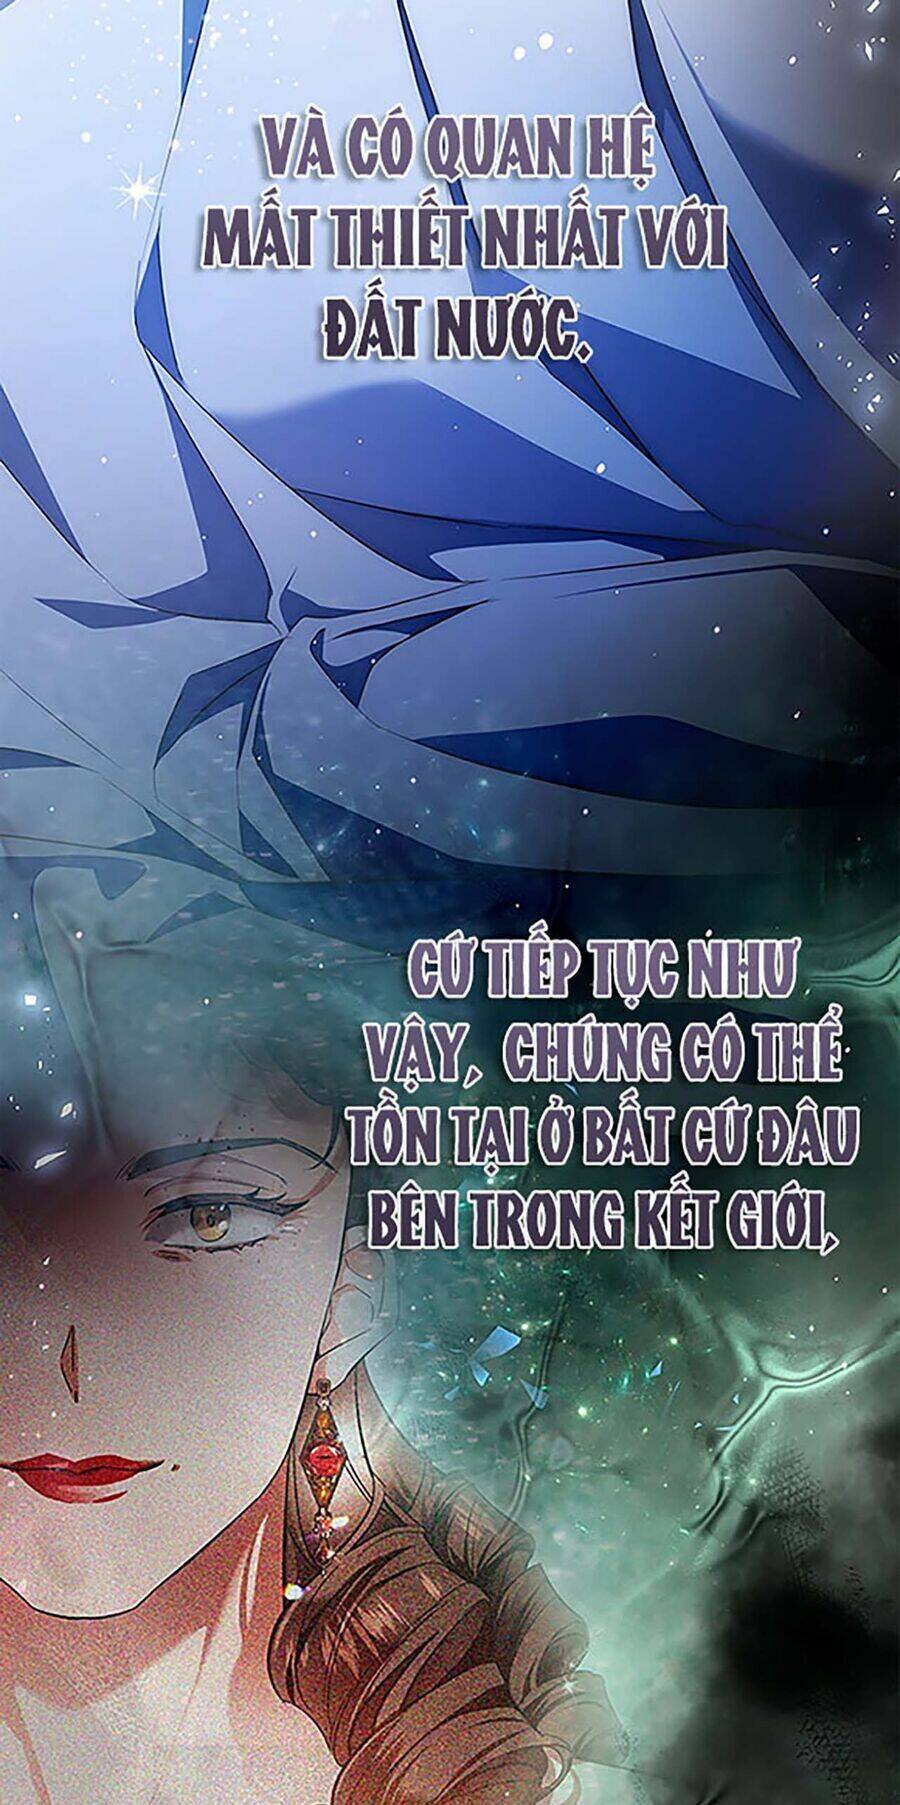 VÀ CÓ QUAN HỆ
MẤT THIẾT NHẤT VỚI
ĐẤT NƯỚC.
CỨ TIẾP TỤC NHƯ
VẬY, CHÚNG CÓ THỂ
TỒN TẠI Ở BẤT CỨ ĐÂU
BÊN TRONG KẾT GIỚI,